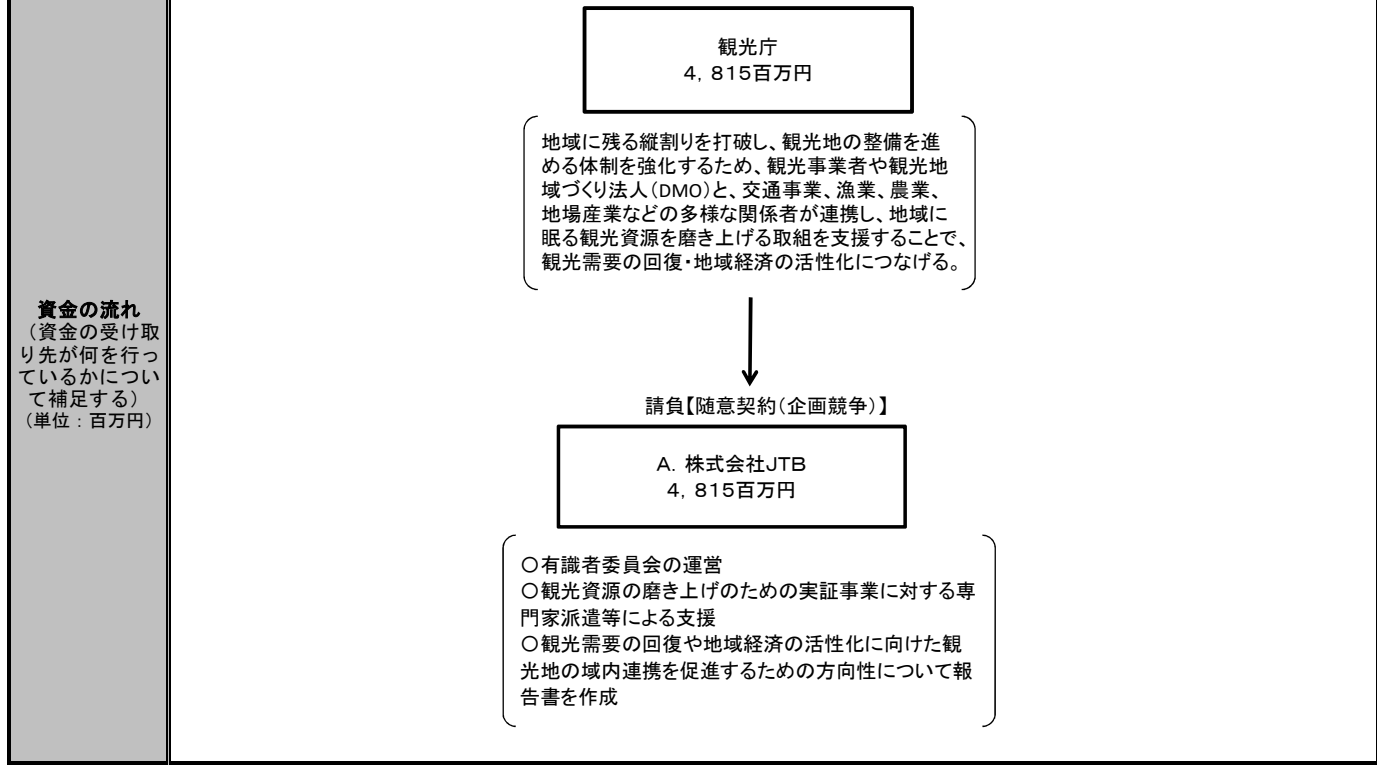 資金の流れ
（資金の受け取
り先が何を行っ
ているかについ
て補足する）
（単位：百万円）
観光庁
４，８１５百万円
地域に残る縦割りを打破し、観光地の整備を進
める体制を強化するため、観光事業者や観光地
域づくり法人（DMO）と、交通事業、漁業、農業、
地場産業などの多様な関係者が連携し、地域に
眠る観光資源を磨き上げる取組を支援することで、
観光需要の回復・地域経済の活性化につなげる。
請負【随意契約（企画競争）】
A．株式会社JTB
４，８１５百万円
○有識者委員会の運営
○観光資源の磨き上げのための実証事業に対する専
門家派遣等による支援
○観光需要の回復や地域経済の活性化に向けた観
光地の域内連携を促進するための方向性について報
告書を作成